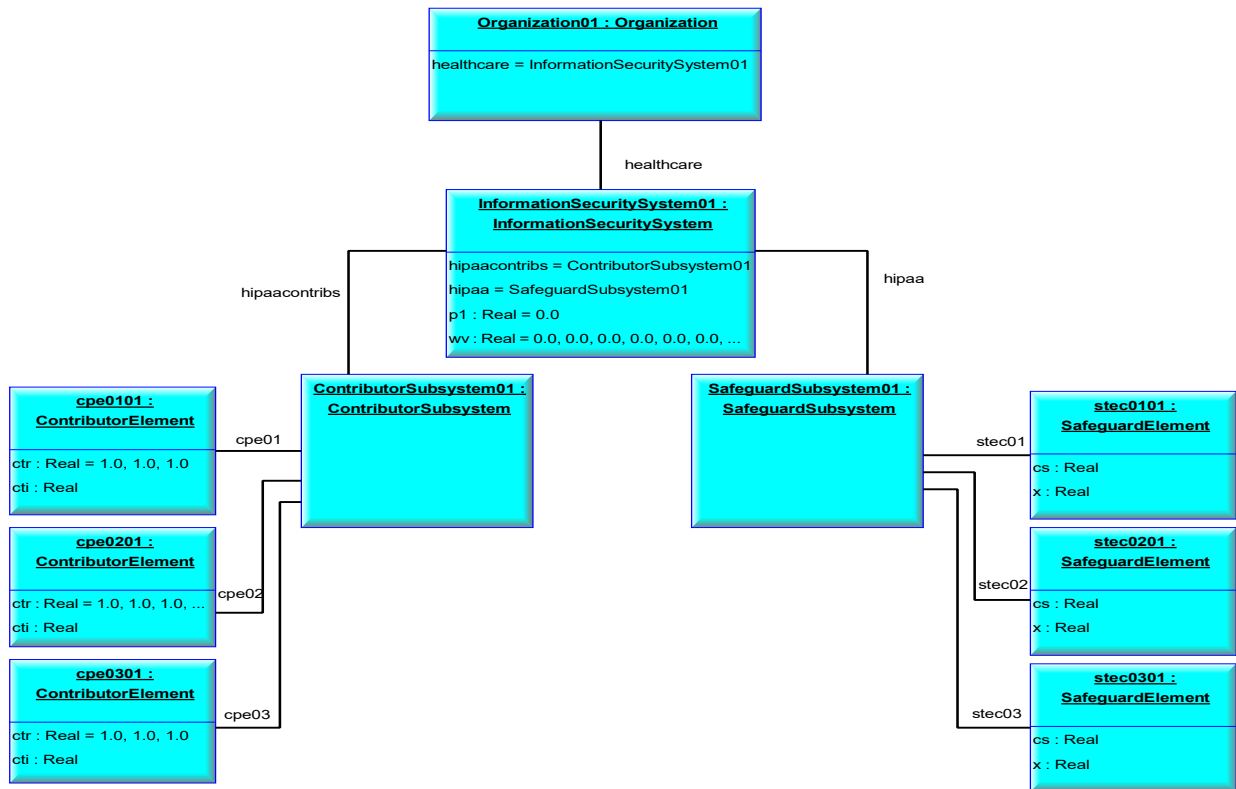 Organization01 : Organization
healthcare = InformationSecuritySystem01
healthcare
InformationSecuritySystem01 :
InformationSecuritySystem
hipaacontribs = ContributorSubsystem01
hipaa = SafeguardSubsystem01
p1 : Real = 0.0
wv : Real = 0.0, 0.0, 0.0, 0.0, 0.0, 0.0, ...
hipaacontribs
hipaa
ContributorSubsystem01 :
ContributorSubsystem
SafeguardSubsystem01 :
SafeguardSubsystem
cpe0101 :
ContributorElement
ctr : Real = 1.0, 1.0, 1.0
cti : Real
cpe01
cpe0201 :
ContributorElement
ctr : Real = 1.0, 1.0, 1.0, ...
cti : Real
cpe02
cpe0301 :
ContributorElement
ctr : Real = 1.0, 1.0, 1.0
cti : Real
cpe03
stec01
stec0101 :
SafeguardElement
cs : Real
x : Real
stec02
stec0201 :
SafeguardElement
cs : Real
x : Real
stec03
stec0301 :
SafeguardElement
cs : Real
x : Real